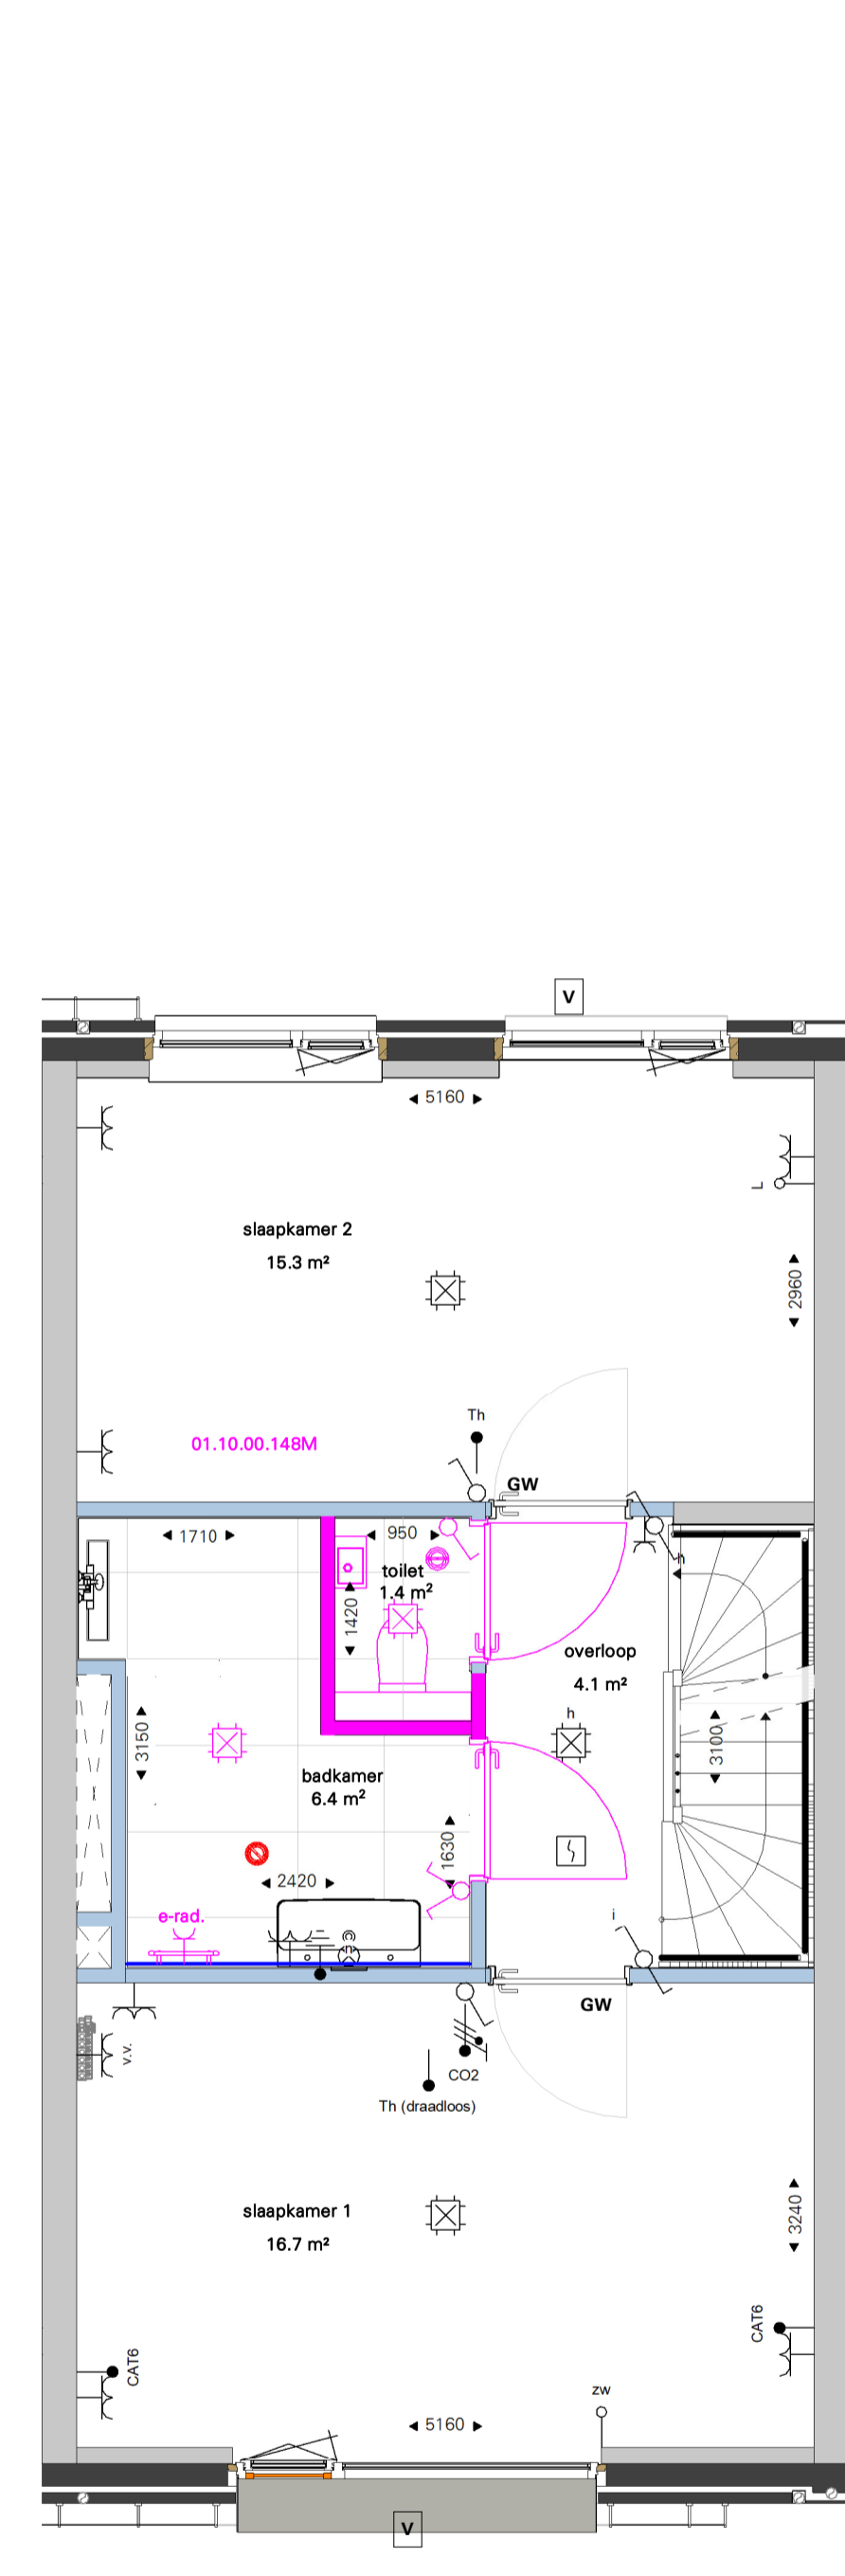 V
5160
L
slaapkamer 2
15.3 m²
2960
Th
01.10.00.148M
GW
1710
950
h
toilet
1.4 m²
1420
overloop
4.1 m²
h
3150
3100
badkamer
6.4 m²
1630
2420
e-rad.
i
GW
v.v.
CO2
Th (draadloos)
slaapkamer 1
16.7 m²
3240
CAT6
CAT6
zw
5160
V